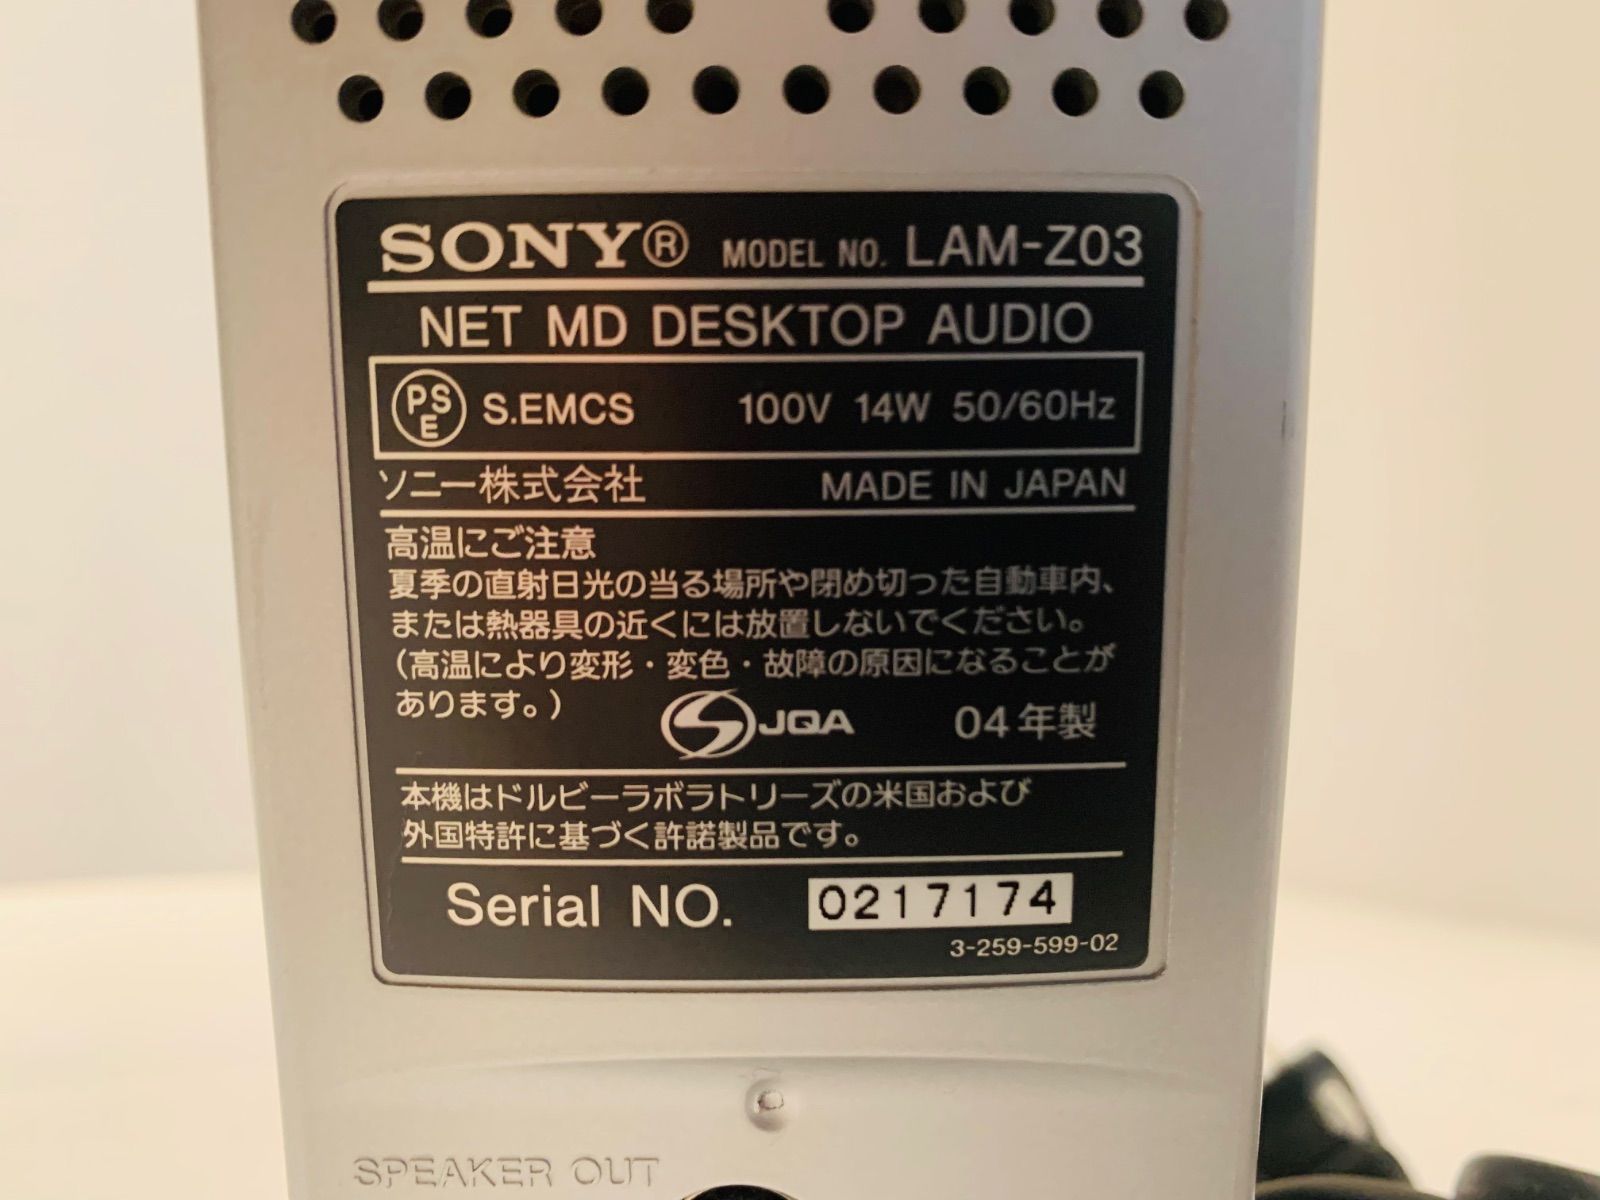 SONY® MODEL NO. LAM-Z03
NET MD DESKTOP AUDIO
PSE S.EMCS 100V 14W 50/60Hz
ソニー株式会社 MADE IN JAPAN
高温にご注意
夏季の直射日光の当る場所や閉め切った自動車内、
または熱器具の近くには放置しないでください。
(高温により変形・変色・故障の原因になることが
あります。)
JQA 04年製
本機はドルビーラボラトリーズの米国および
外国特許に基づく許諾製品です。
Serial NO. 0217174
3-259-599-02
SPEAKER OUT